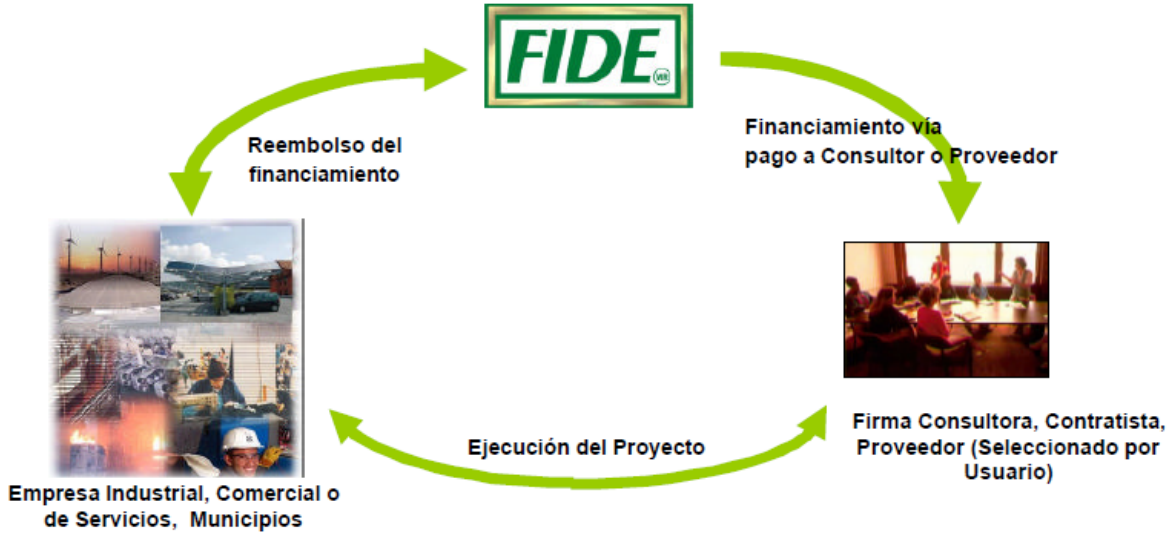 FIDE
MR
Reembolso del
financiamiento
Financiamiento vía
pago a Consultor o Proveedor
Ejecución del Proyecto
Firma Consultora, Contratista,
Proveedor (Seleccionado por
Usuario)
Empresa Industrial, Comercial o
de Servicios, Municipios